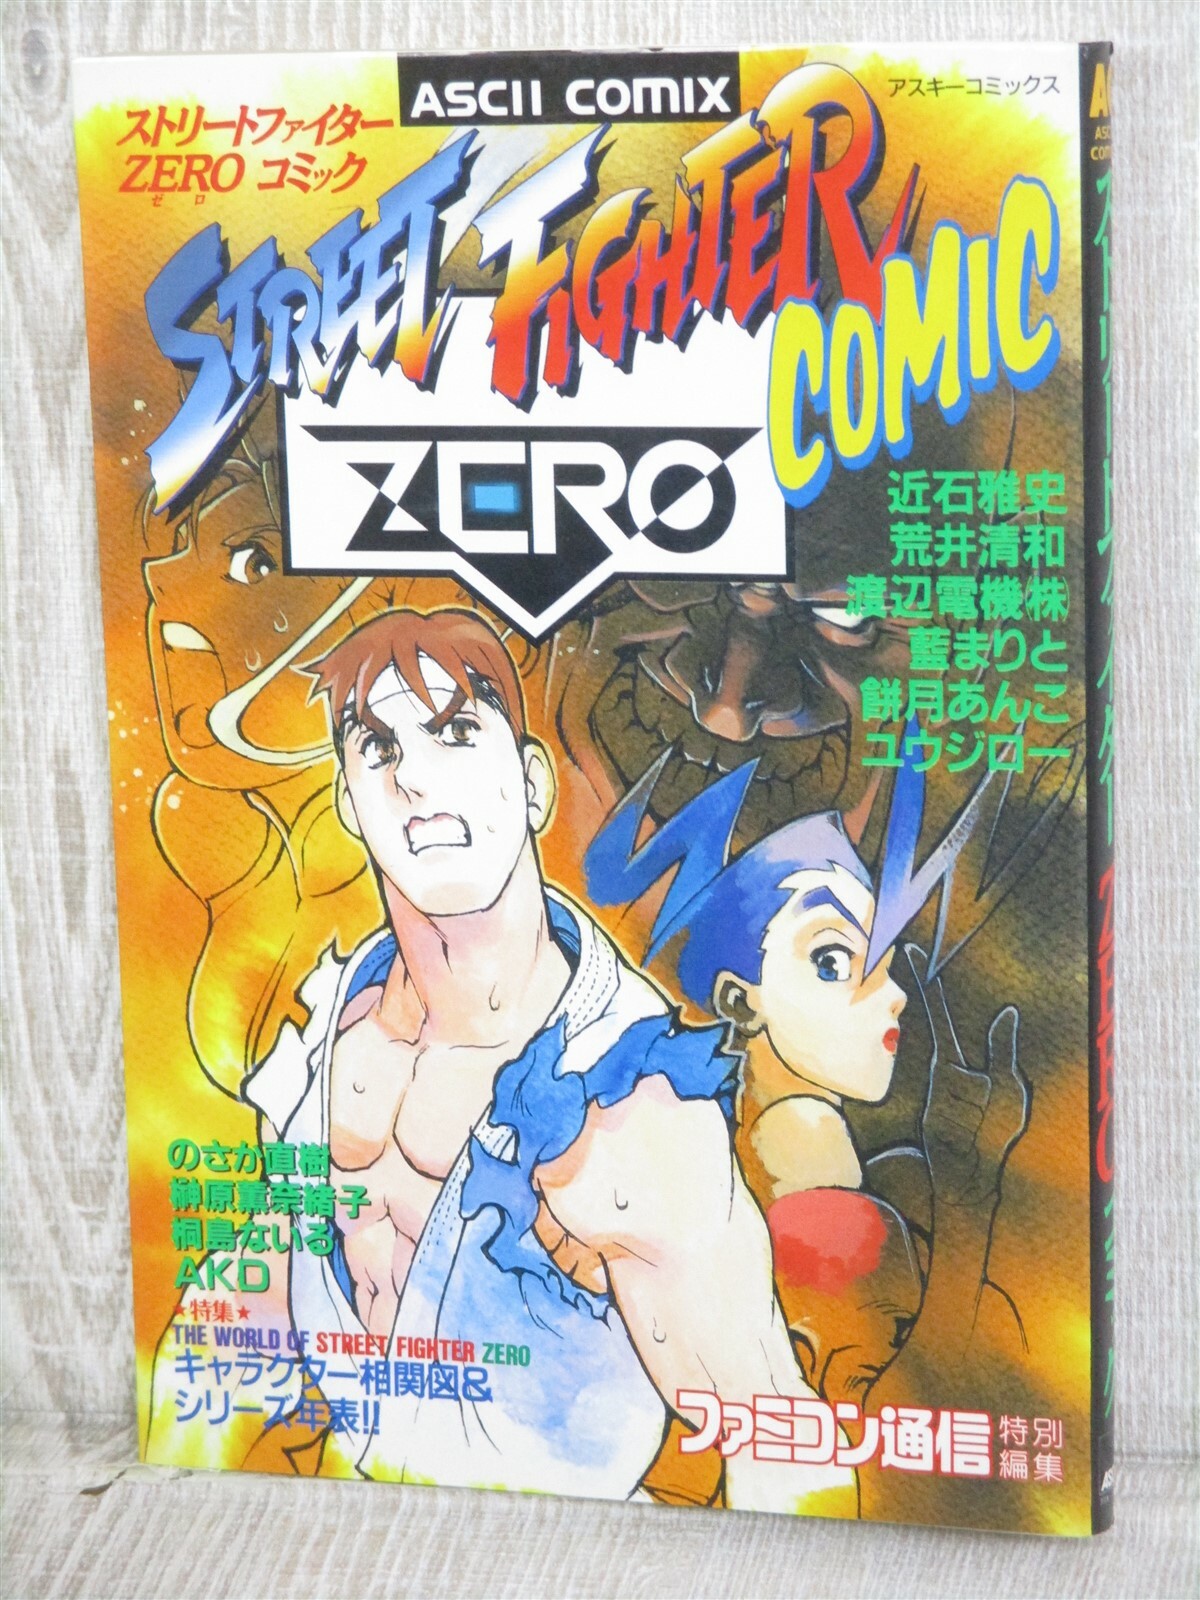 ASCII COMIX
アスキーコミックス
ストリートファイター
ZERO コミック
ゼロ
STREET FIGHTER
COMIC
ZERO
近石雅史
荒井清和
渡辺電機㈱
藍まりと
餅月あんこ
ユウジロー
のさか直樹
榊原薫奈緒子
桐島ないる
AKD
★特集★
THE WORLD OF STREET FIGHTER ZERO
キャラクター相関図&
シリーズ年表!!
ファミコン通信
特別
編集